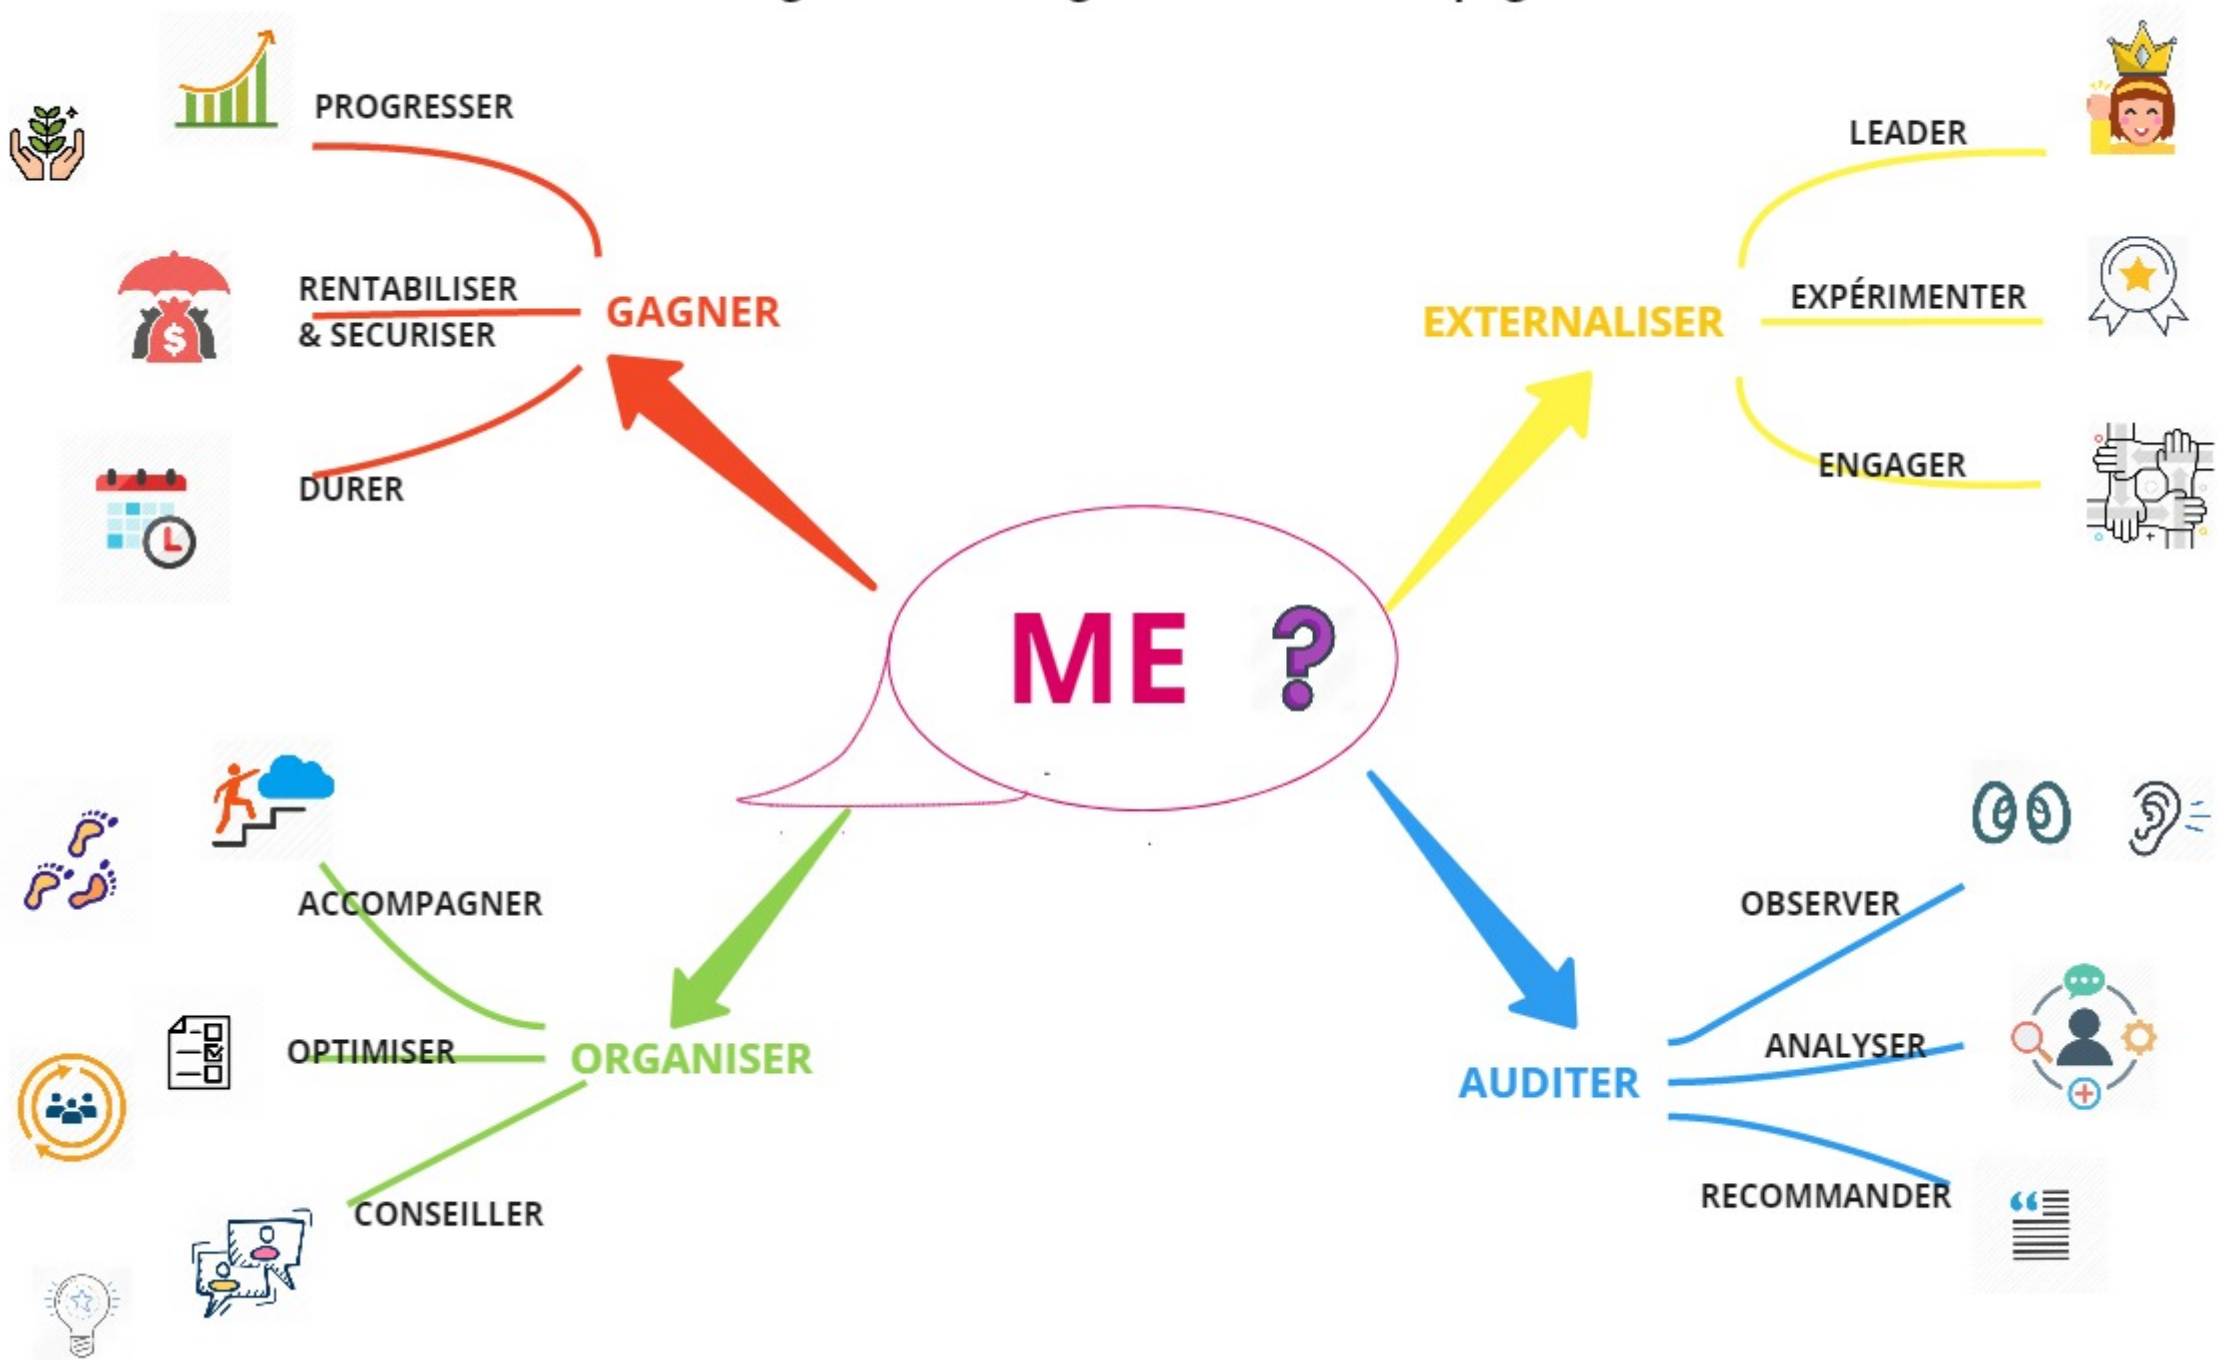 PROGRESSER
RENTABILISER
& SECURISER
DURER
GAGNER
LEADER
EXPÉRIMENTER
ENGAGER
EXTERNALISER
ME ?
ACCOMPAGNER
OPTIMISER
CONSEILLER
ORGANISER
OBSERVER
ANALYSER
RECOMMANDER
AUDITER